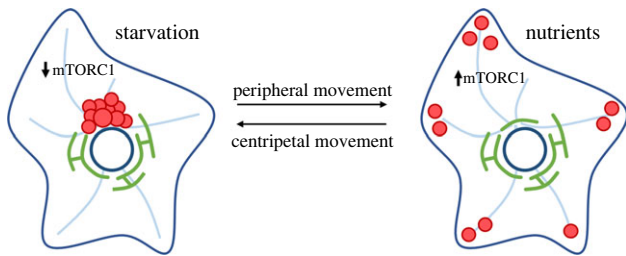 starvation
nutrients
↓mTORC1
↑mTORC1
peripheral movement
centripetal movement